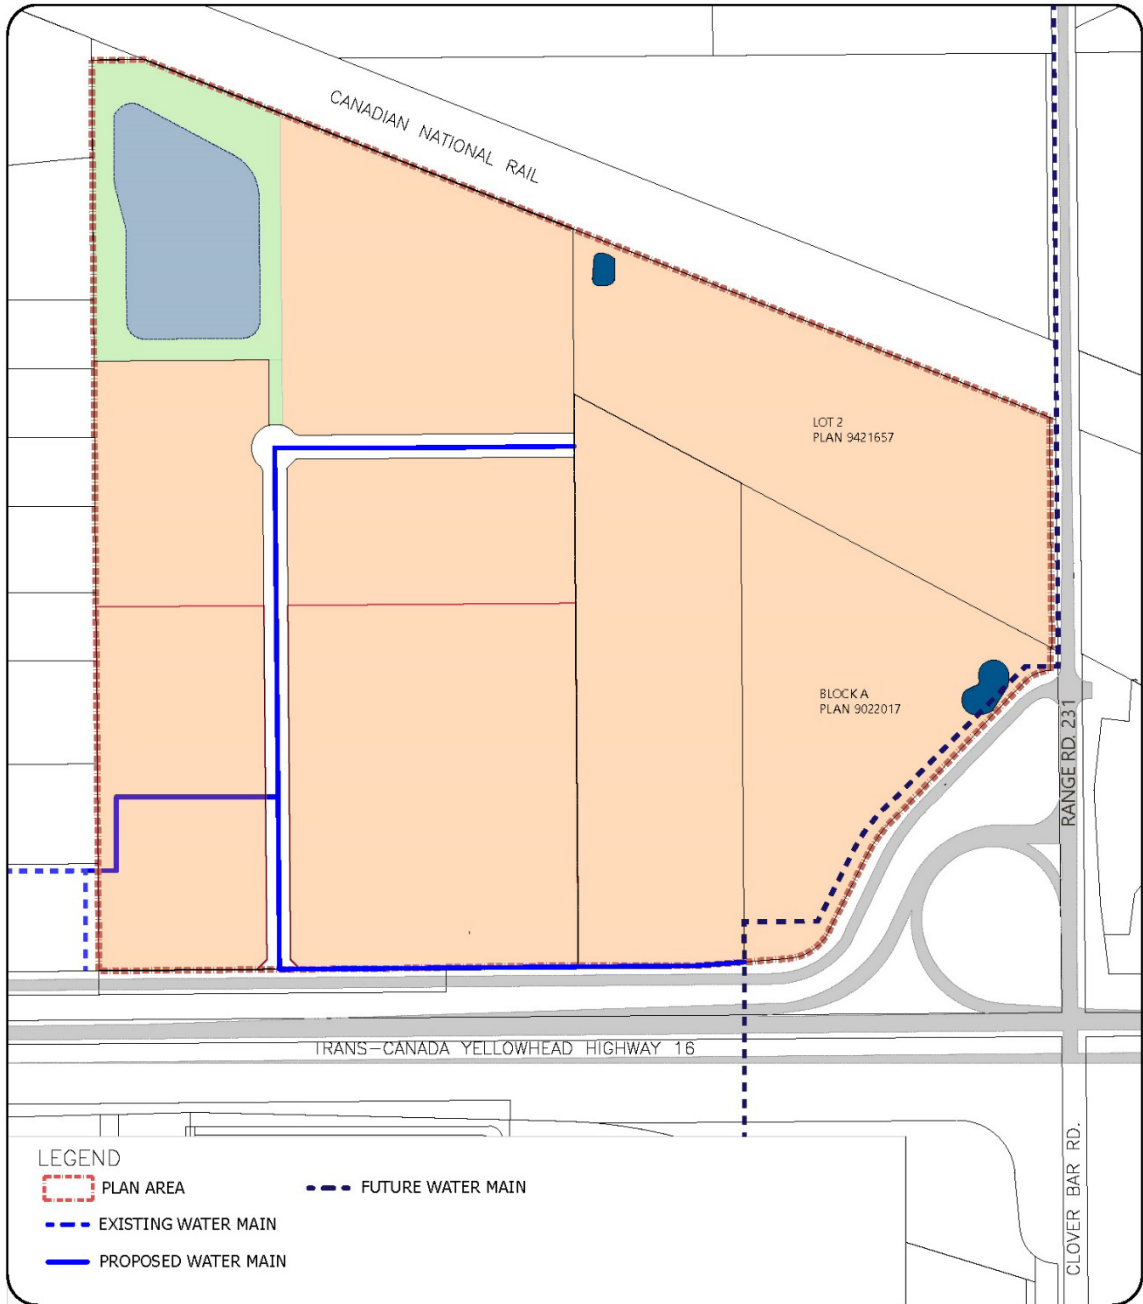 CANADIAN NATIONAL RAIL
LOT 2
PLAN 9421657
BLOCK A
PLAN 9022017
RANGE RD. 231
TRANS-CANADA YELLOWHEAD HIGHWAY 16
CLOVER BAR RD.
LEGEND
PLAN AREA
FUTURE WATER MAIN
EXISTING WATER MAIN
PROPOSED WATER MAIN